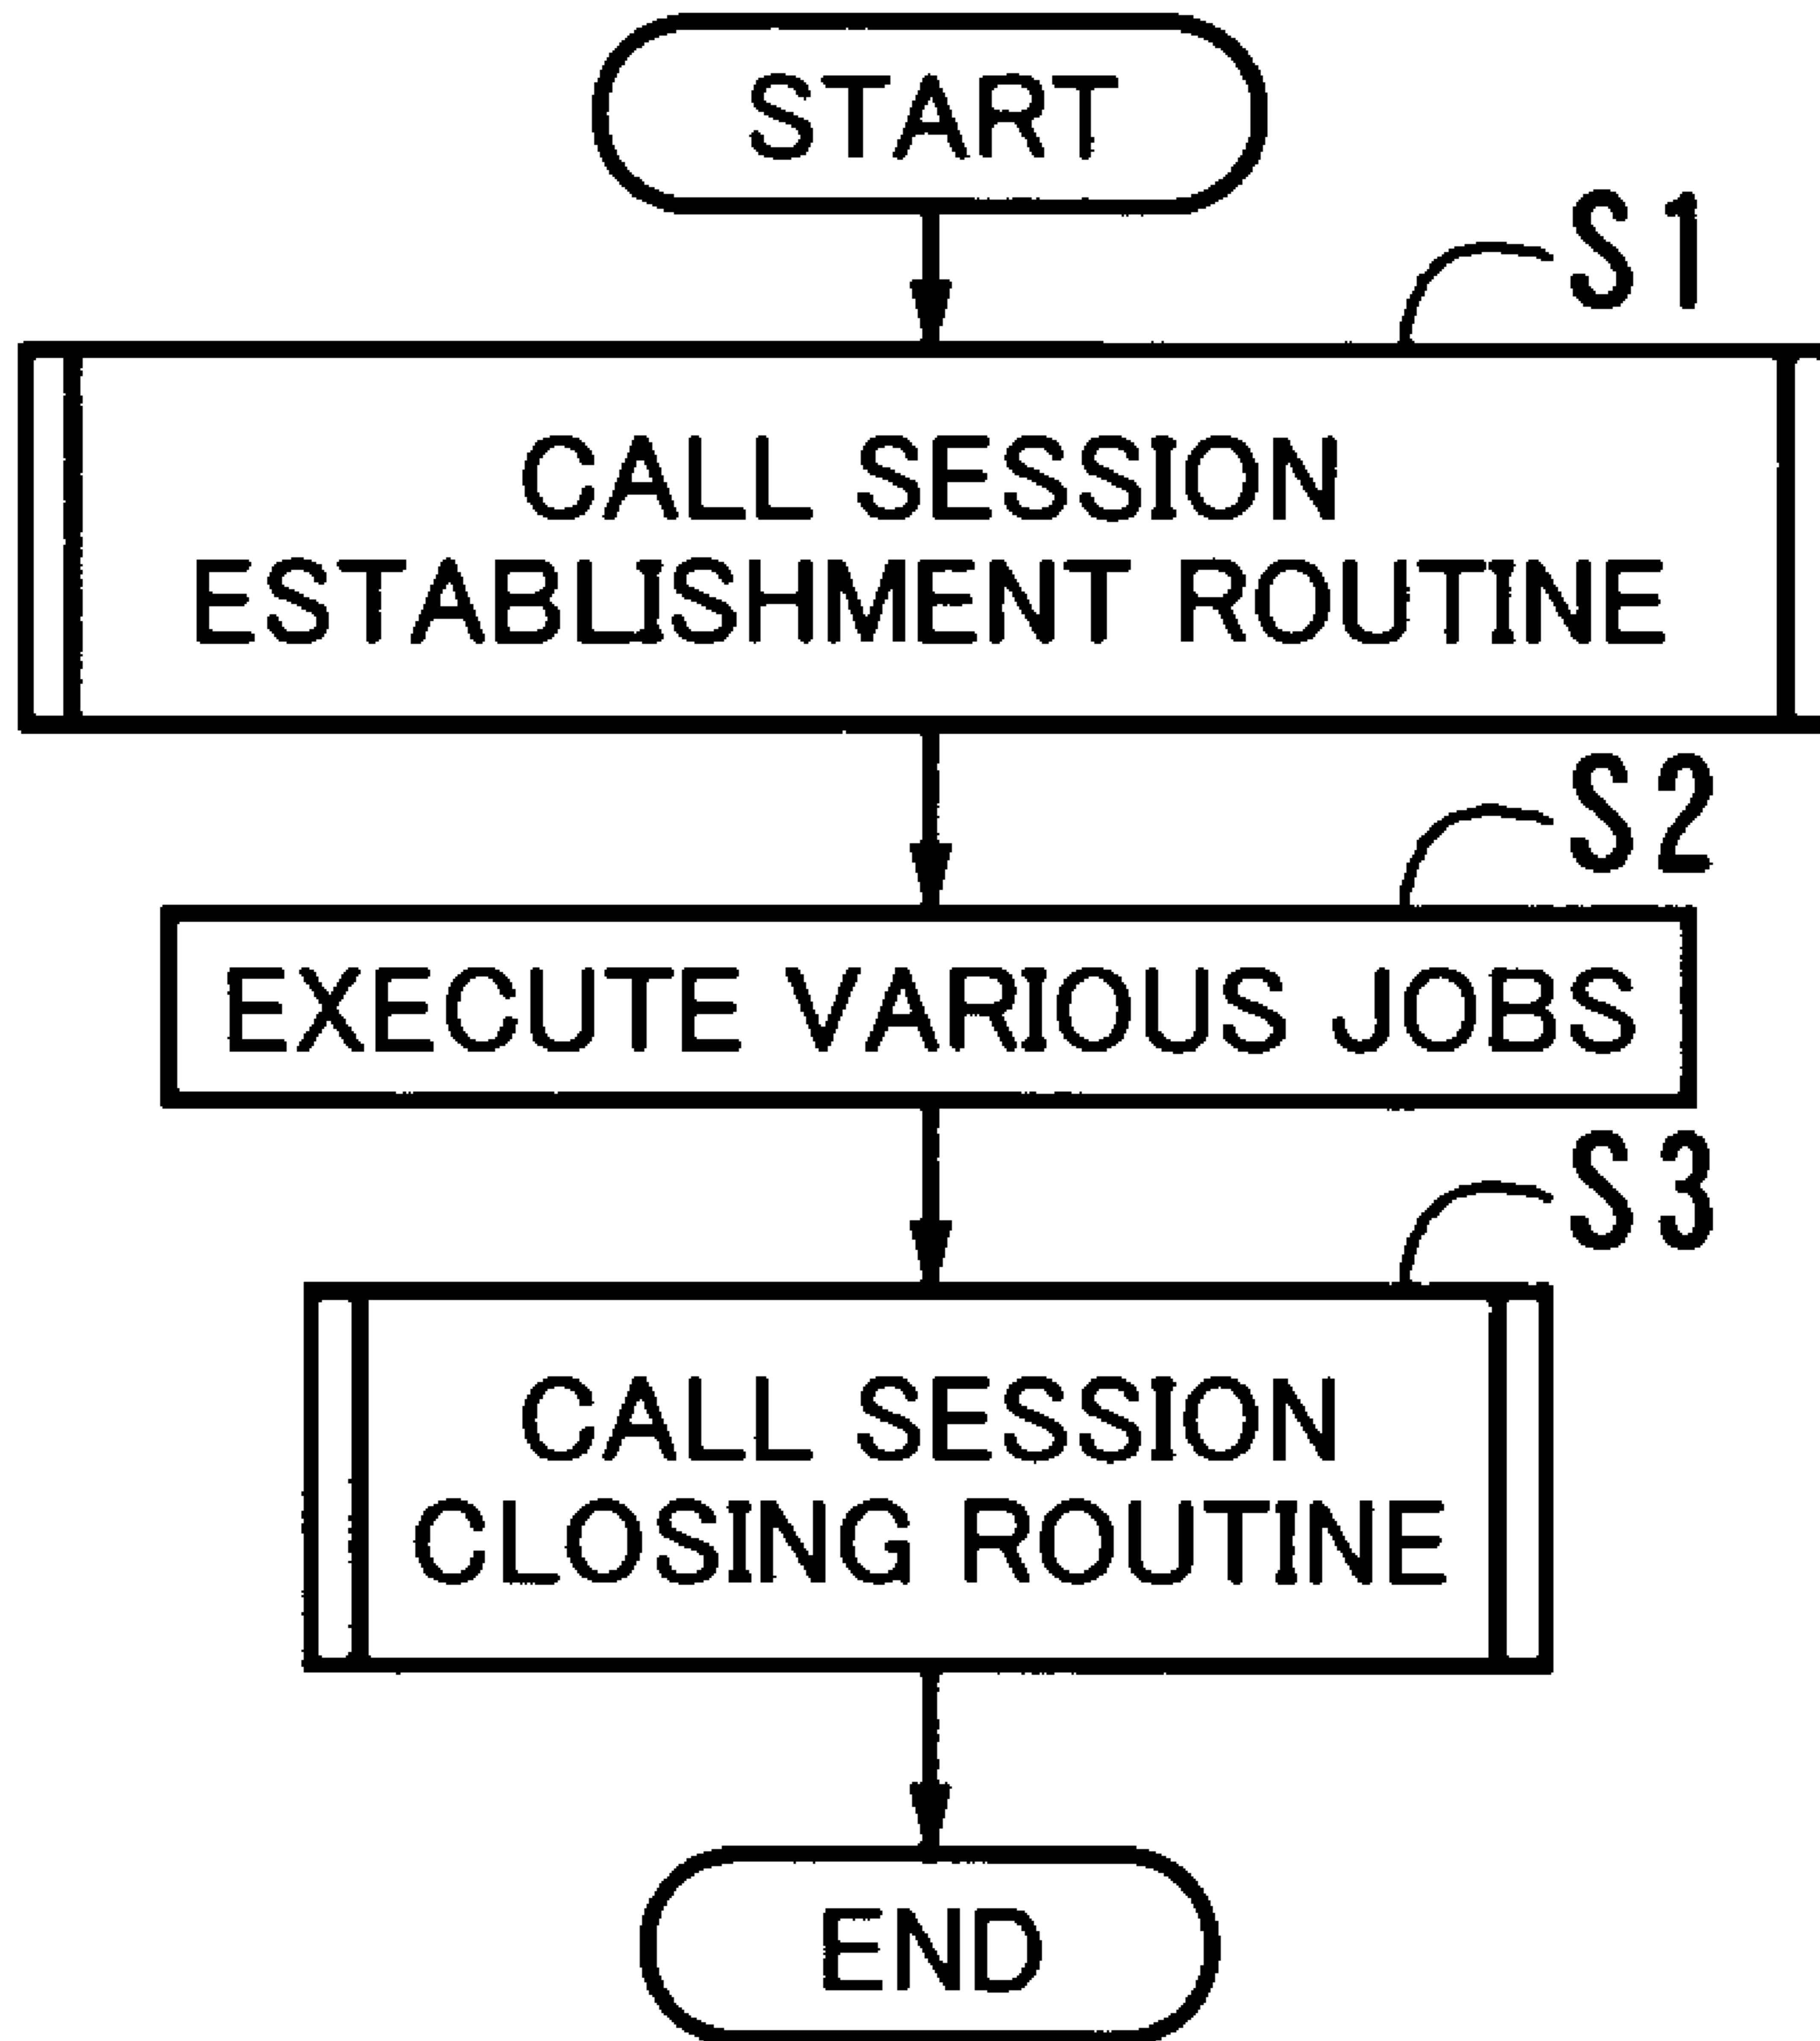 START
S1
CALL SESSION
ESTABLISHMENT ROUTINE
S2
EXECUTE VARIOUS JOBS
S3
CALL SESSION
CLOSING ROUTINE
END